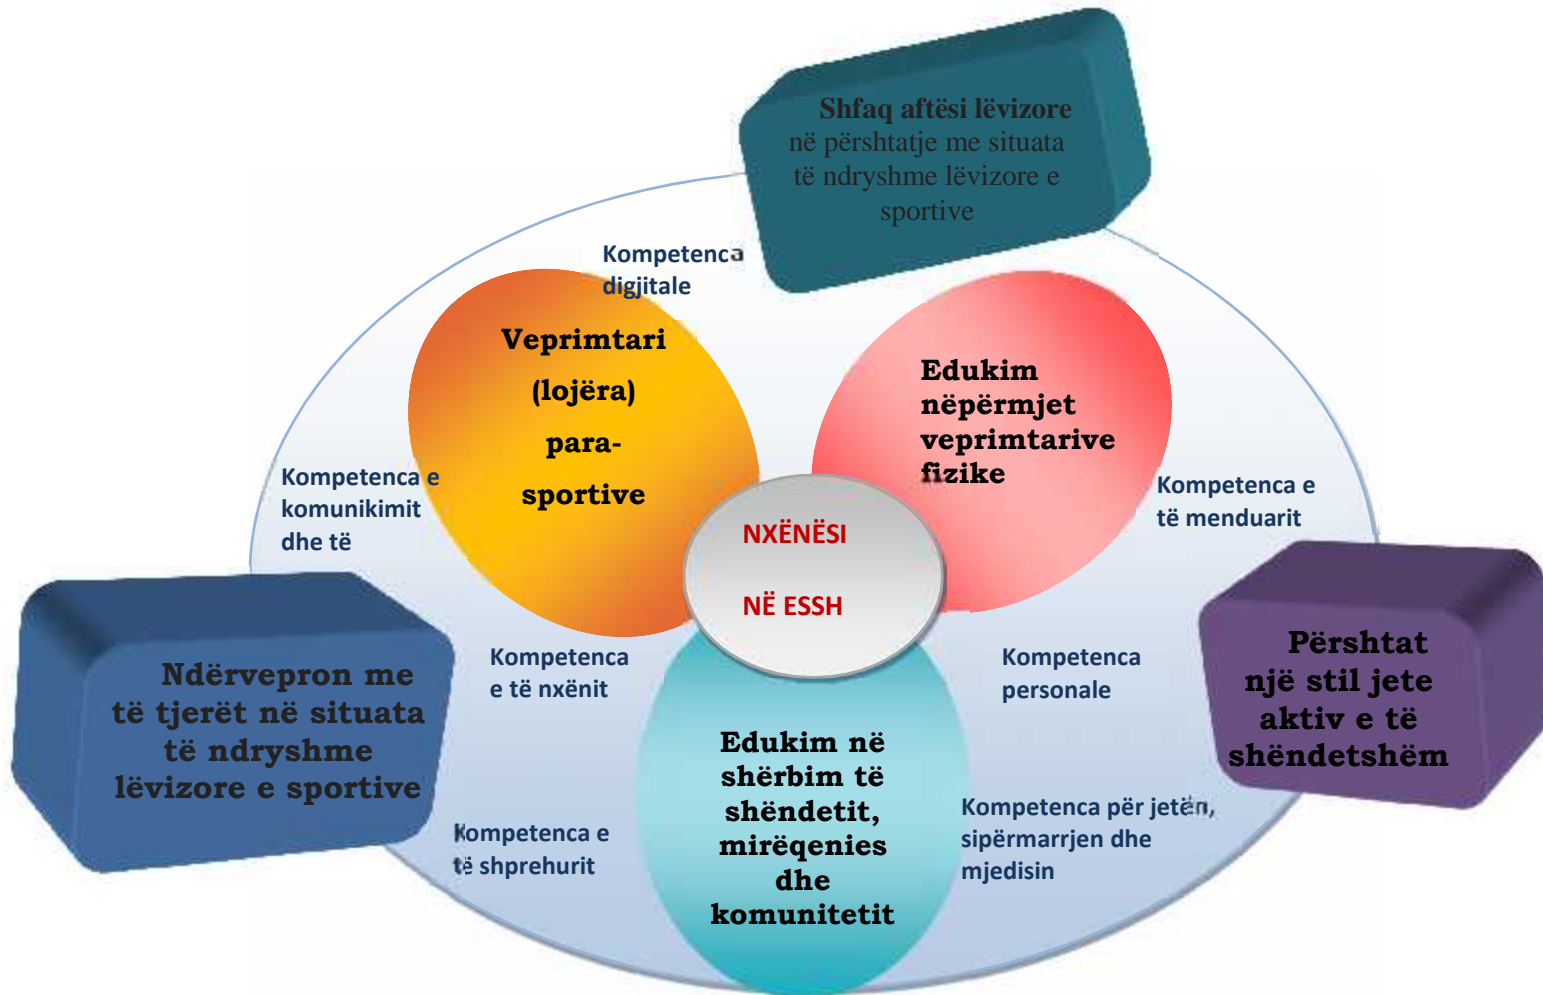 Shfaq aftësi lëvizore
në përshtatje me situata
të ndryshme lëvizore e
sportive
Kompetenca
digjitale
Veprimtari
(lojëra)
para-
sportive
Edukim
nëpërmjet
veprimtarive
fizike
Kompetenca e
komunikimit
dhe të
Kompetenca e
të menduarit
NXËNËSI
NË ESSH
Ndërvepron me
të tjerët në situata
të ndryshme
lëvizore e sportive
Kompetenca
e të nxënit
Kompetenca
personale
Përshtat
një stil jete
aktiv e të
shëndetshëm
Edukim në
shërbim të
shëndetit,
mirëqenies
dhe
komunitetit
Kompetenca e
të shprehurit
Kompetenca për jetën,
sipërmarrjen dhe
mjedisin